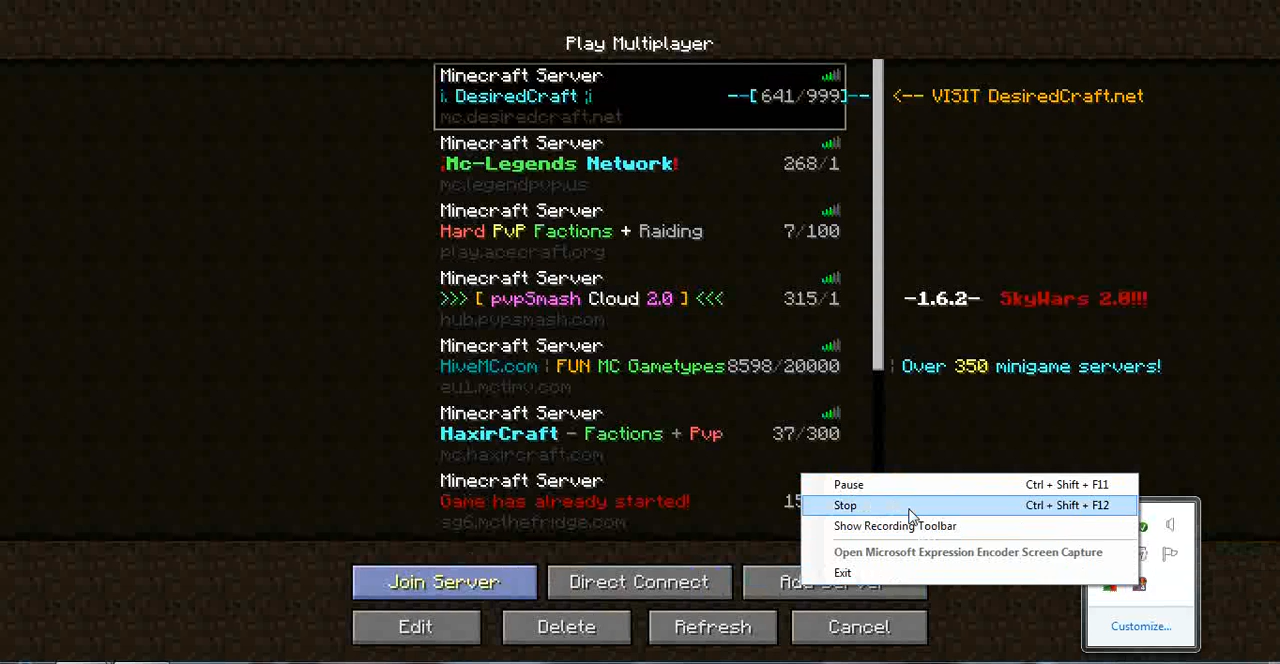 Play Multiplayer
Minecraft Server
¡. DesiredCraft ¡i --[641/999]-- <-- VISIT DesiredCraft.net
mc.desiredcraft.net
Minecraft Server
Mc-Legends Network! 268/1
mc.legendpvp.us
Minecraft Server
Hard PvP Factions + Raiding 7/100
play.acecraft.org
Minecraft Server
>>> [ pvpSmash Cloud 2.0 ] <<< 315/1 -1.6.2- SkyWars 2.0!!!
hub.pvpsmash.com
Minecraft Server
HiveMC.com ¦ FUN MC Gametypes 8598/20000 ¦ Over 350 minigame servers!
eu1.mctimv.com
Minecraft Server
HaxirCraft - Factions + Pvp 37/300
mc.haxircraft.com
Minecraft Server
Game has already started!
sg6.mcthefridge.com
Pause Ctrl + Shift + F11
Stop Ctrl + Shift + F12
Show Recording Toolbar
Open Microsoft Expression Encoder Screen Capture
Exit
Customize...
Join Server Direct Connect Add Server
Edit Delete Refresh Cancel